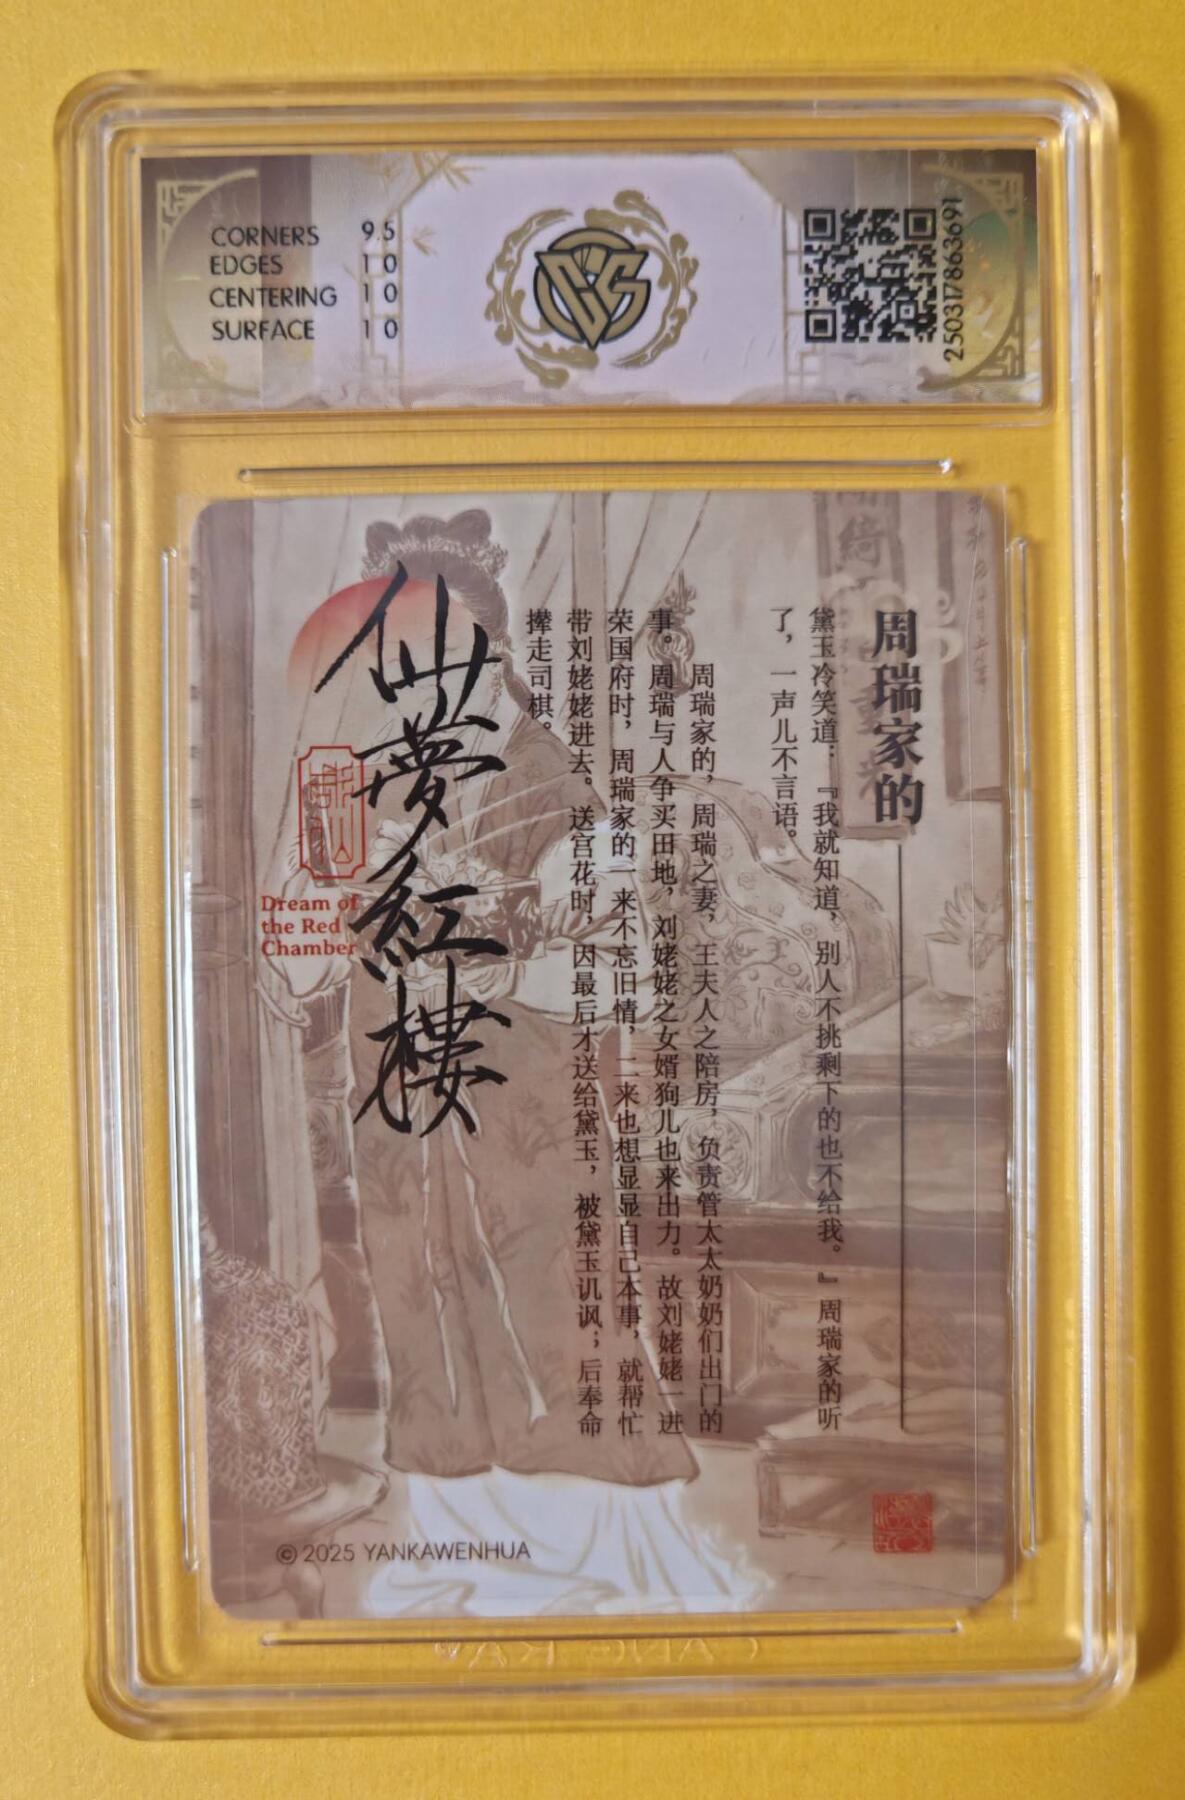 CORNERS 9.5
EDGES 10
CENTERING 10
SURFACE 10
250317863691
周瑞家的
黛玉冷笑道：『我就知道，别人不挑剩下的也不给我。』周瑞家的听
了，一声儿不言语。
周瑞家的，周瑞之妻，王夫人之陪房，负责管太太奶奶们出门的
事。周瑞与人争买田地，刘姥姥之女婿狗儿也来出力。故刘姥姥一进
荣国府时，周瑞家的一来不忘旧情，二来也想显显自己本事，就帮忙
带刘姥姥进去。送宫花时，因最后才送给黛玉，被黛玉讥讽；后奉命
撵走司棋。
仙夢紅樓
Dream of
the Red
Chamber
© 2025 YANKAWENHUA